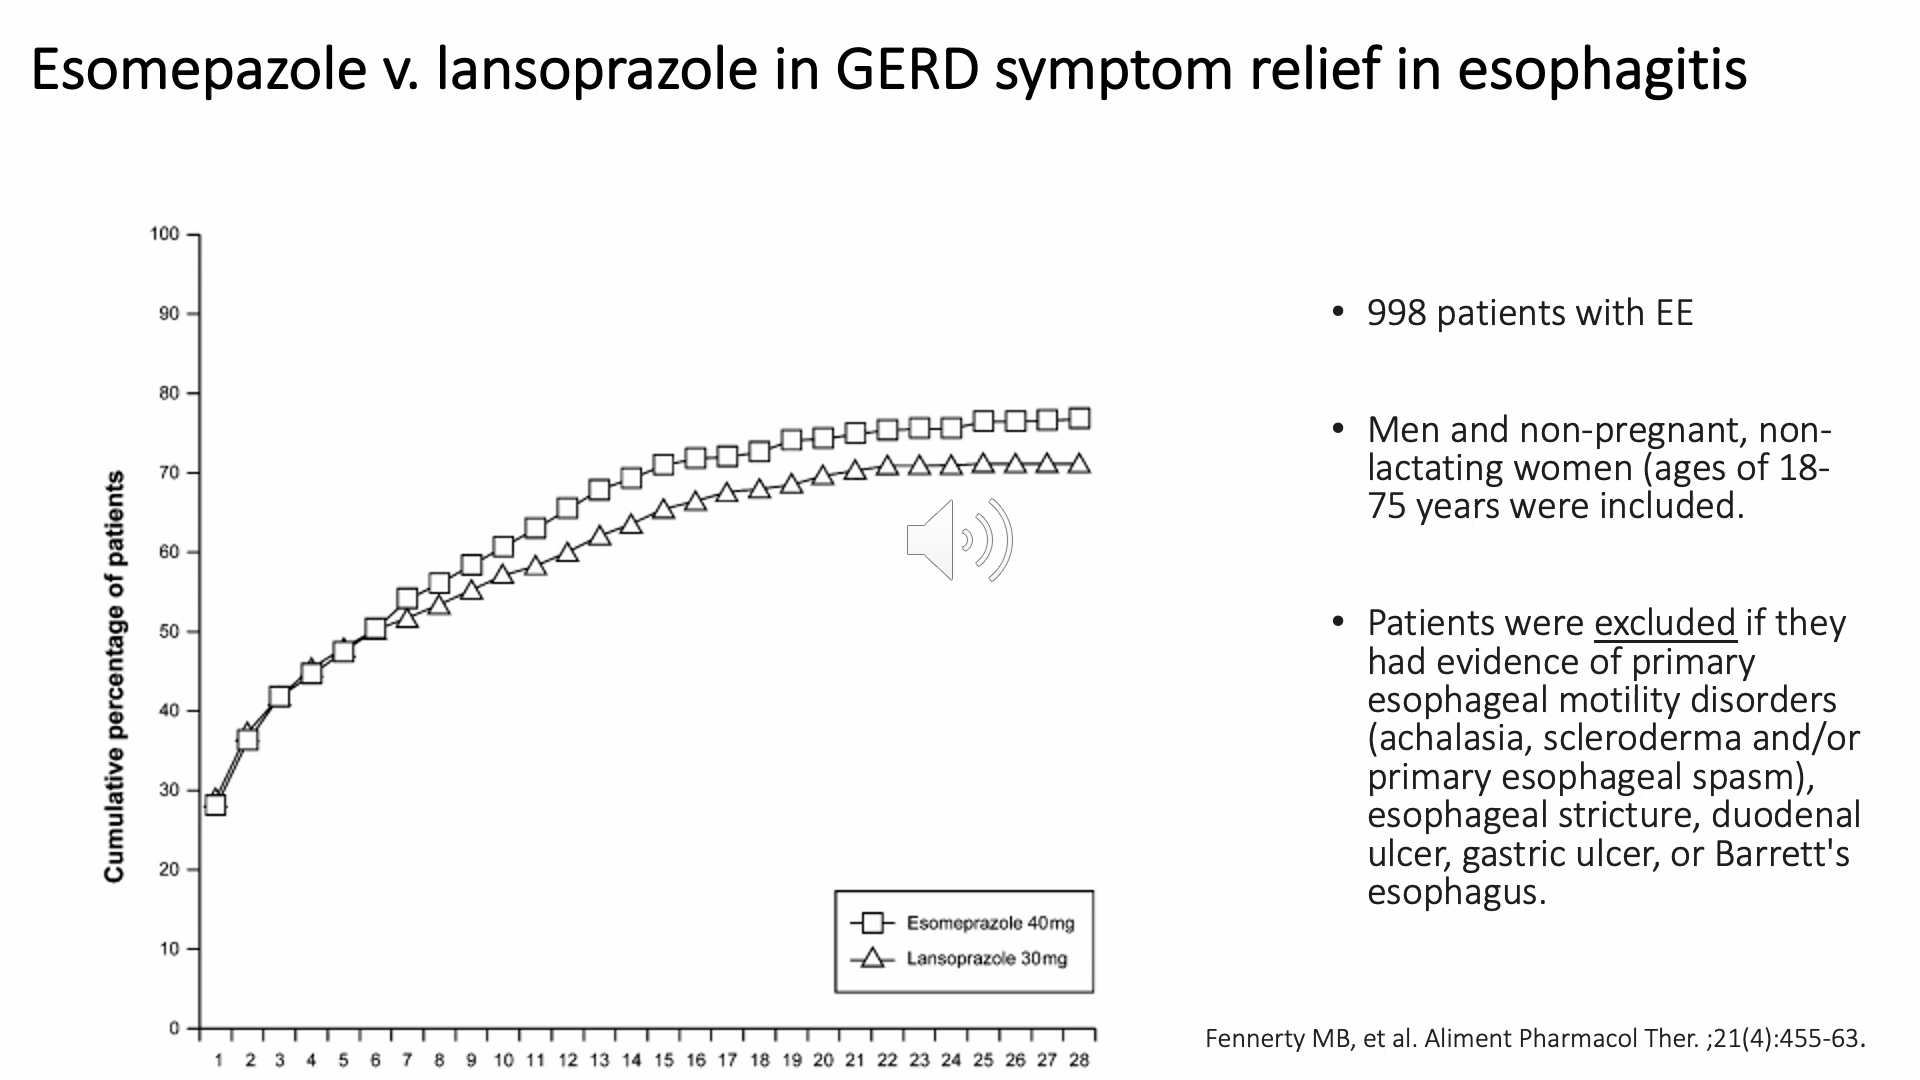 Esomepazole v. lansoprazole in GERD symptom relief in esophagitis
100
90
80
70
60
50
40
30
20
10
0
Cumulative percentage of patients
Esomeprazole 40mg
Lansoprazole 30mg
1 2 3 4 5 6 7 8 9 10 11 12 13 14 15 16 17 18 19 20 21 22 23 24 25 26 27 28
• 998 patients with EE
• Men and non-pregnant, non-
lactating women (ages of 18-
75 years were included.
• Patients were excluded if they
had evidence of primary
esophageal motility disorders
(achalasia, scleroderma and/or
primary esophageal spasm),
esophageal stricture, duodenal
ulcer, gastric ulcer, or Barrett's
esophagus.
Fennerty MB, et al. Aliment Pharmacol Ther. ;21(4):455-63.